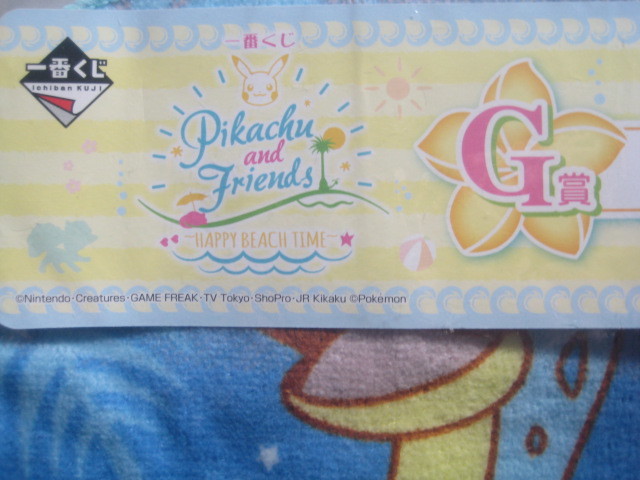 一番くじ
Ichiban KUJI
一番くじ
Pikachu
and
Friends
~HAPPY BEACH TIME~
G賞
©Nintendo・Creatures・GAME FREAK・TV Tokyo・ShoPro・JR Kikaku ©Pokémon